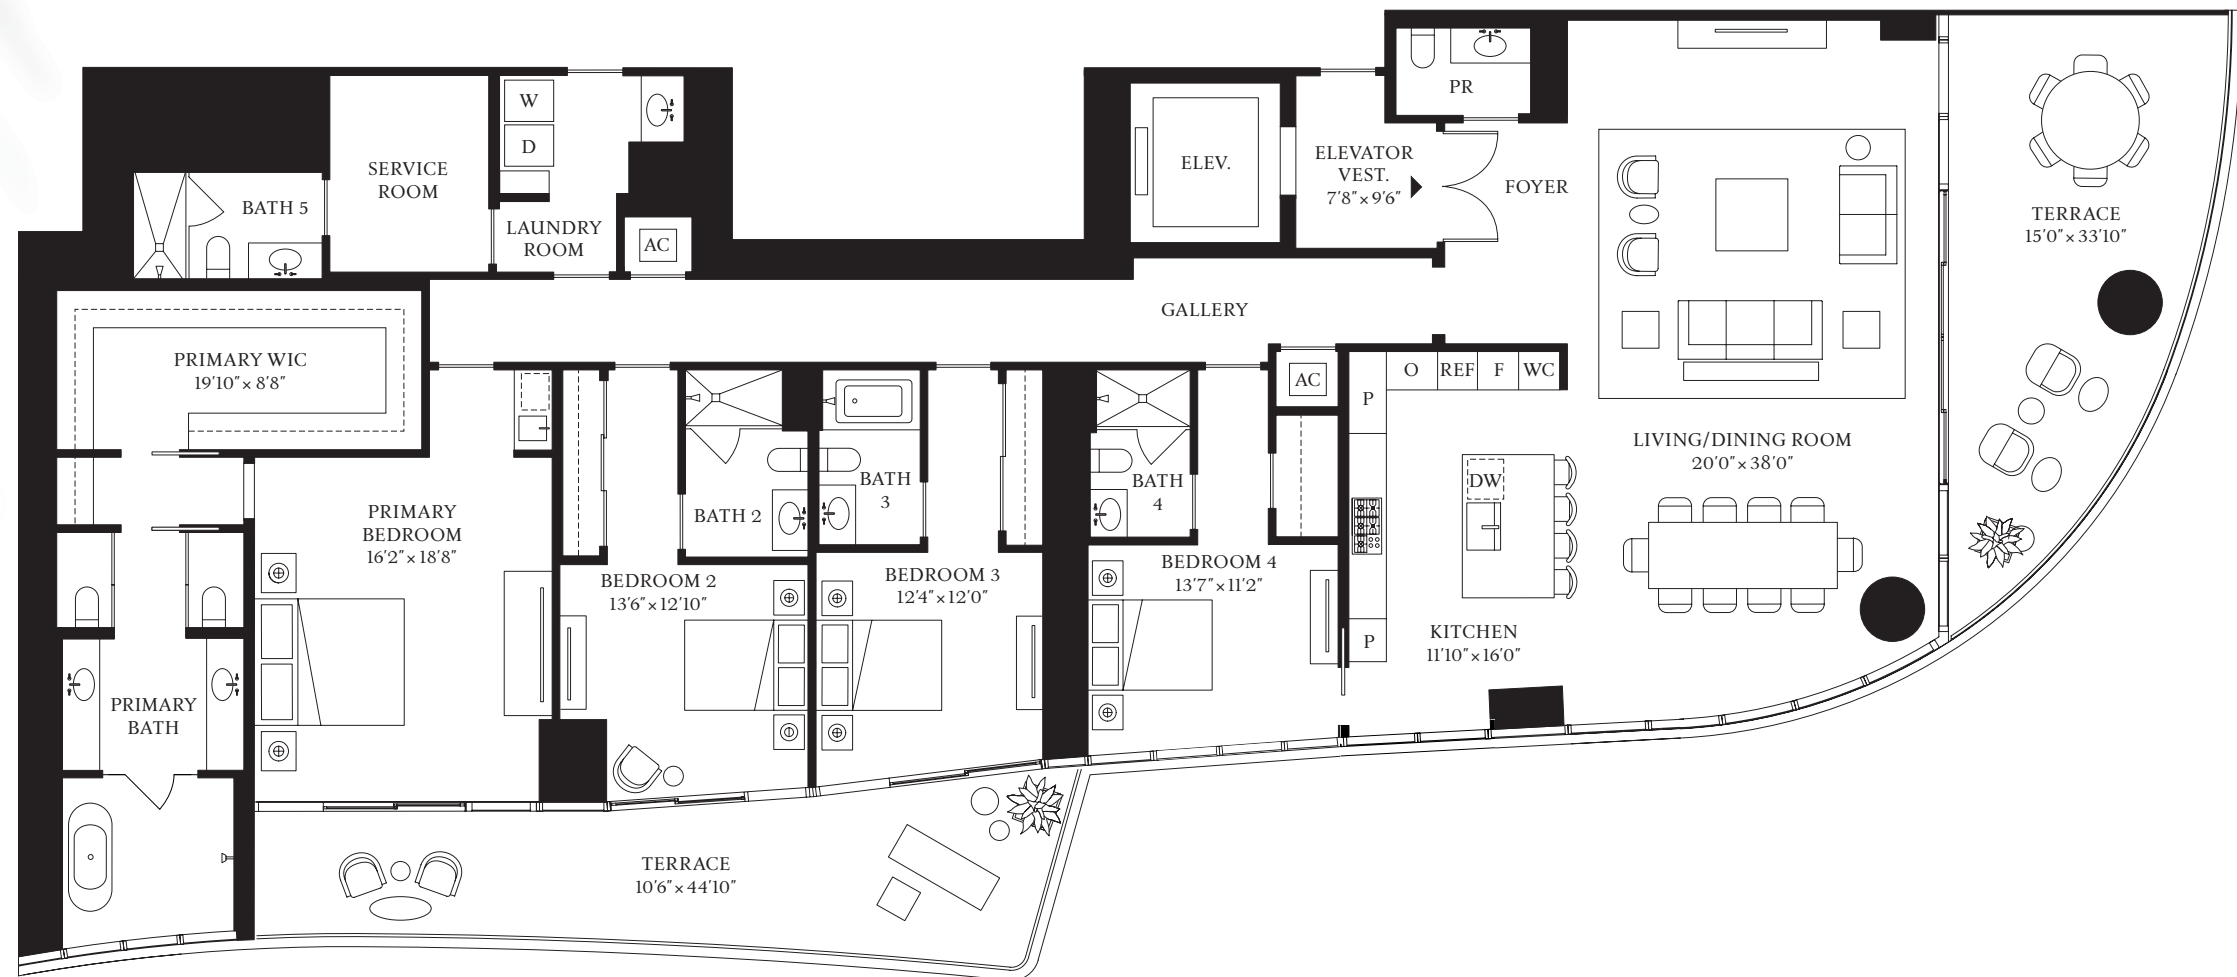 PR
W
D
SERVICE
ROOM
BATH 5
LAUNDRY
ROOM
AC
ELEV.
ELEVATOR
VEST.
7'8" × 9'6"
FOYER
TERRACE
15'0" × 33'10"
GALLERY
PRIMARY WIC
19'10" × 8'8"
AC
P
O
REF
F
WC
LIVING/DINING ROOM
20'0" × 38'0"
DW
PRIMARY
BEDROOM
16'2" × 18'8"
BATH 2
BATH
3
BATH
4
BEDROOM 2
13'6" × 12'10"
BEDROOM 3
12'4" × 12'0"
BEDROOM 4
13'7" × 11'2"
P
KITCHEN
11'10" × 16'0"
PRIMARY
BATH
TERRACE
10'6" × 44'10"